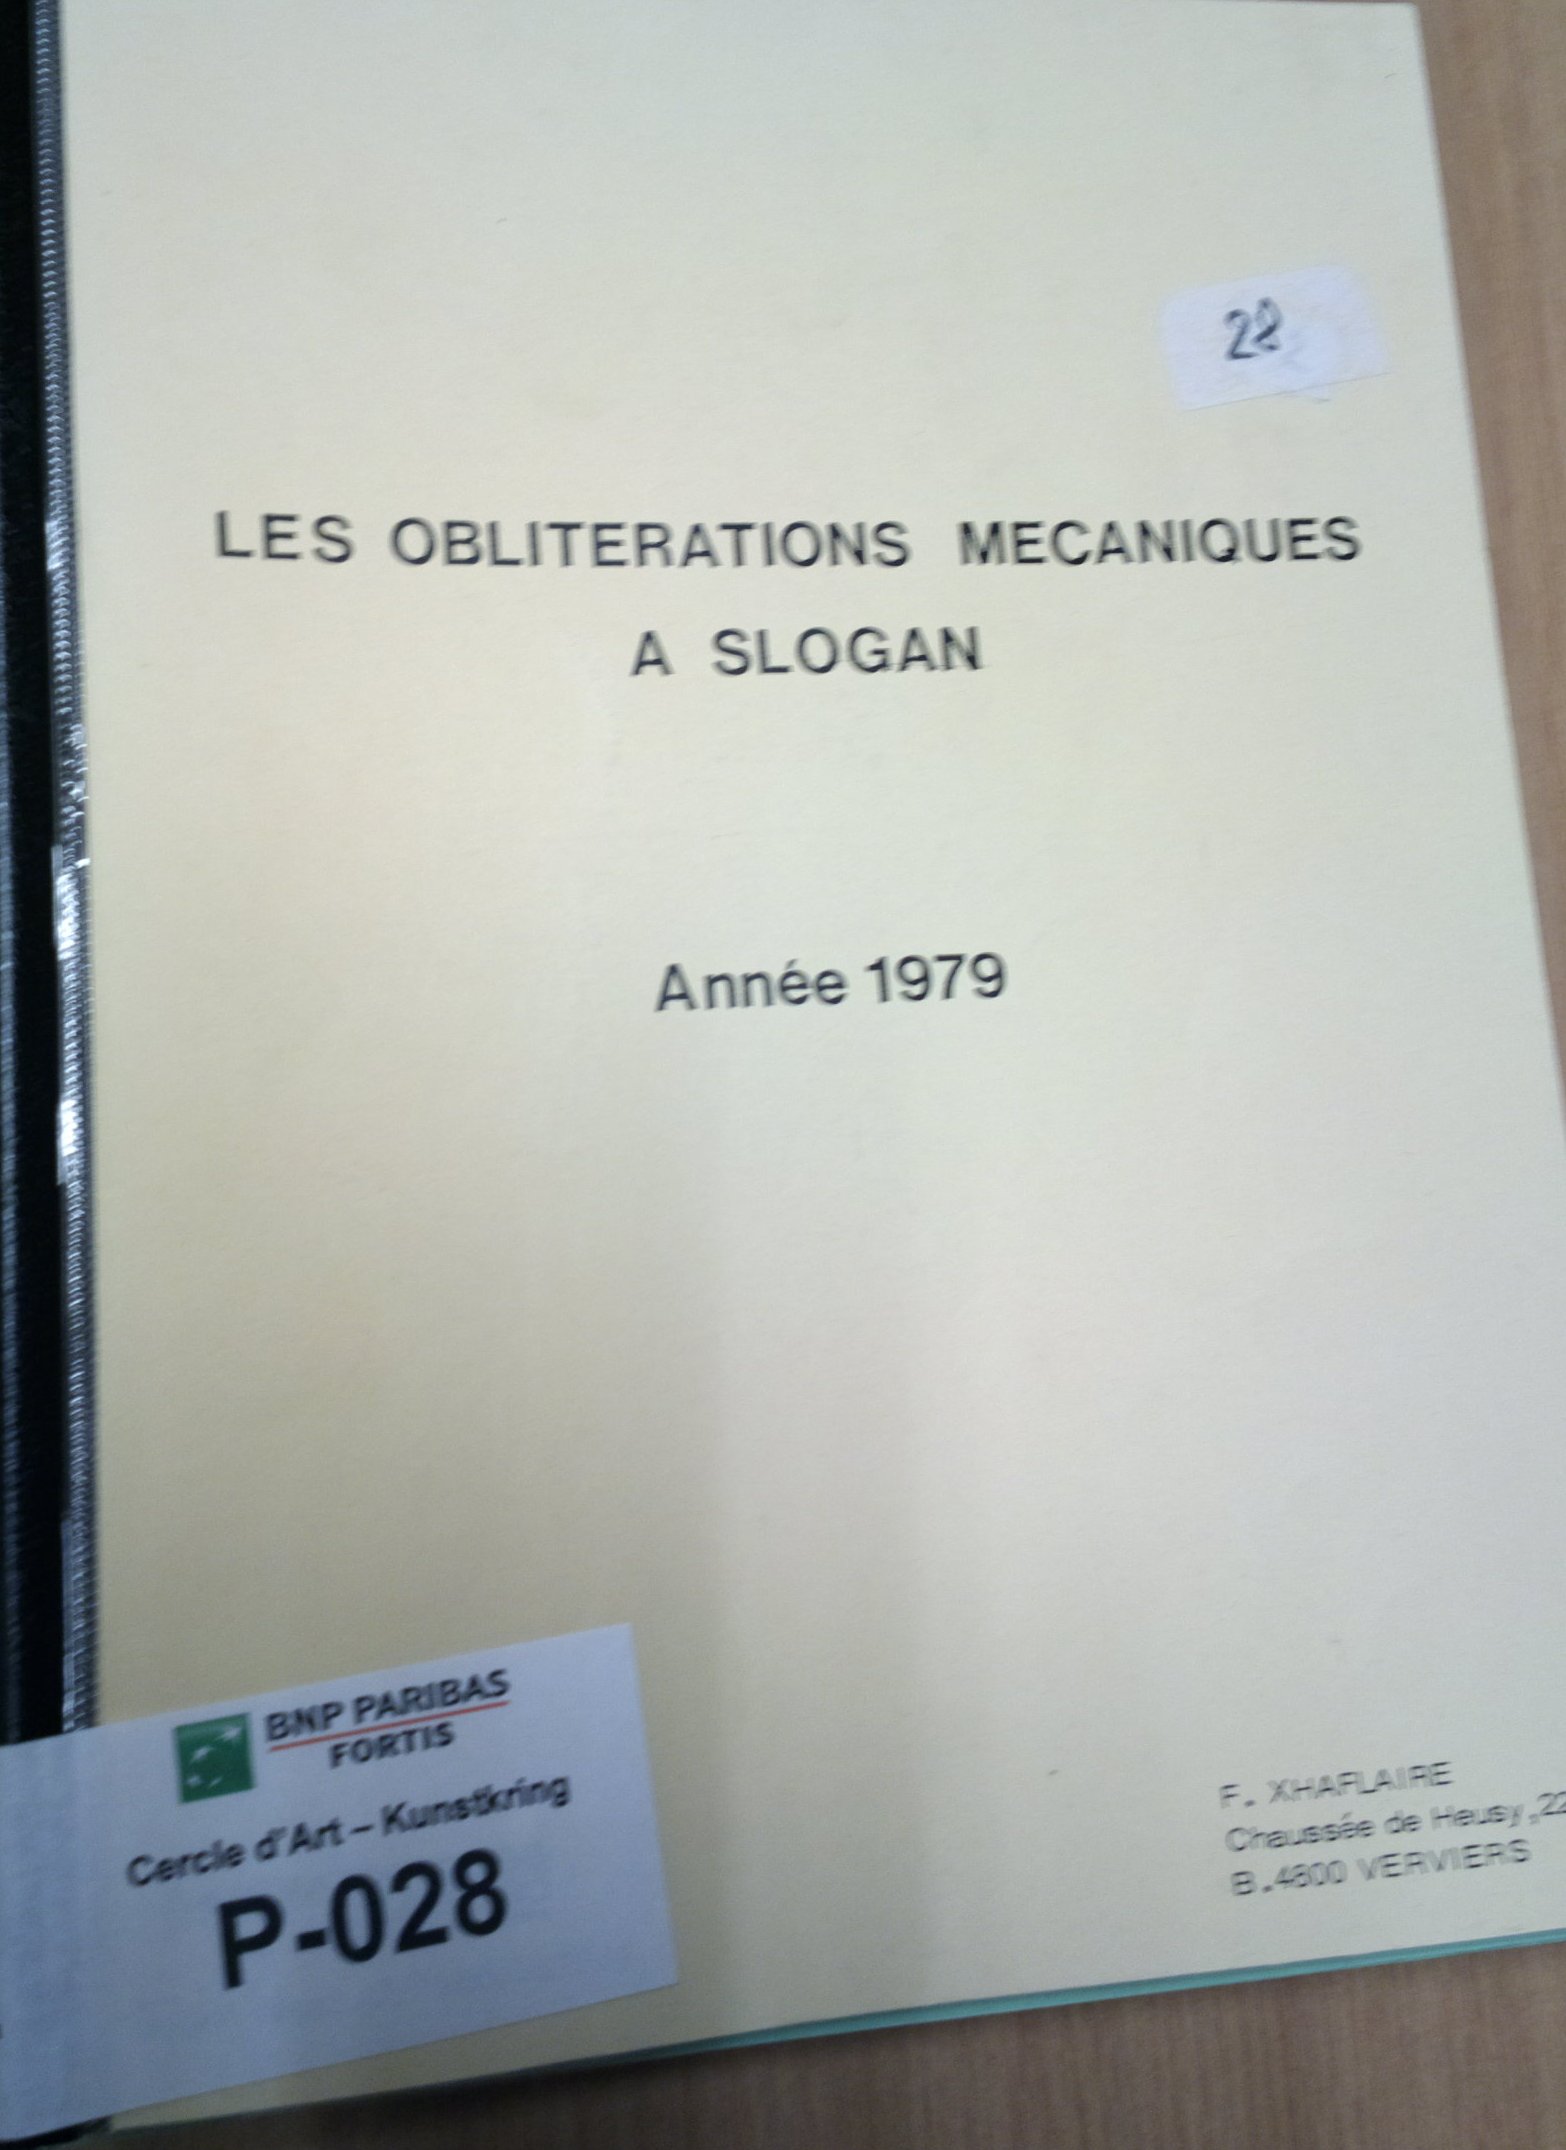 28
LES OBLITERATIONS MECANIQUES
A SLOGAN
Année 1979
BNP PARIBAS
FORTIS
Cercle d'Art – Kunstkring
P-028
F. XHAFLAIRE
Chaussée de Heusy, 22
B.4800 VERVIERS